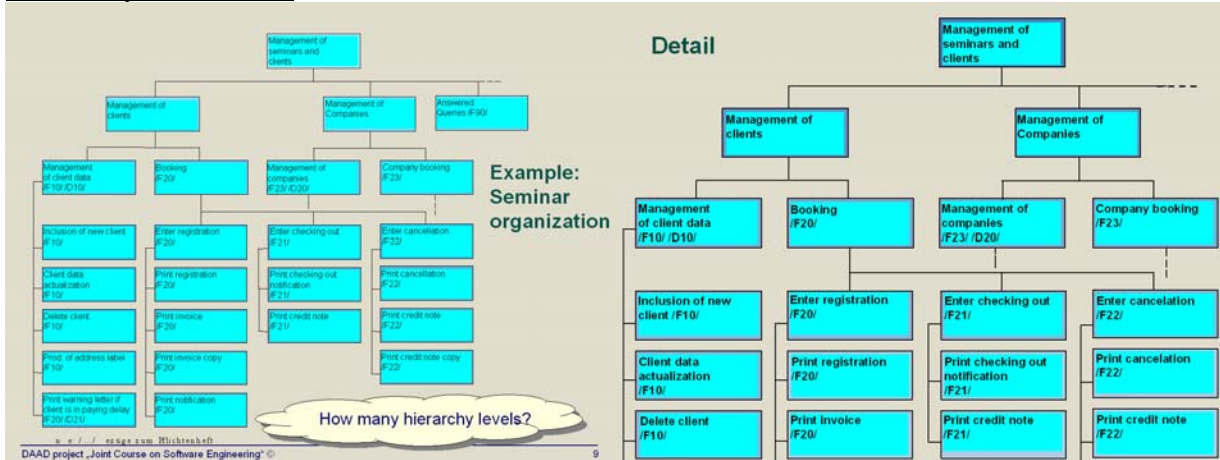 Management of
seminars and
clients
Management of
clients
Management of
Companies
Answered
Queries /F90/
Management
of client data
/F10/ /D10/
Booking
/F20/
Management of
companies
/F23/ /D20/
Company booking
/F23/
Inclusion of new client
/F10/
Enter registration
/F20/
Enter checking out
/F21/
Enter cancellation
/F22/
Client data
actualization
/F10/
Print registration
/F20/
Print checking out
notification
/F21/
Print cancellation
/F22/
Delete client
/F10/
Print invoice
/F20/
Print credit note
/F21/
Print credit note
/F22/
Prod. of address label
/F10/
Print invoice copy
/F20/
Print credit note copy
/F22/
Print warning letter if
client is in paying delay
/F20/ /D21/
Print notification
/F20/
Example:
Seminar
organization
How many hierarchy levels?
zum
DAAD project „Joint Course on Software Engineering" ©
9
Detail
Management of
seminars and
clients
Management of
clients
Management of
Companies
Management
of client data
/F10/ /D10/
Booking
/F20/
Management of
companies
/F23/ /D20/
Company booking
/F23/
Inclusion of new
client /F10/
Enter registration
/F20/
Enter checking out
/F21/
Enter cancelation
/F22/
Client data
actualization
/F10/
Print registration
/F20/
Print checking out
notification
/F21/
Print cancelation
/F22/
Delete client
/F10/
Print invoice
/F20/
Print credit note
/F21/
Print credit note
/F22/